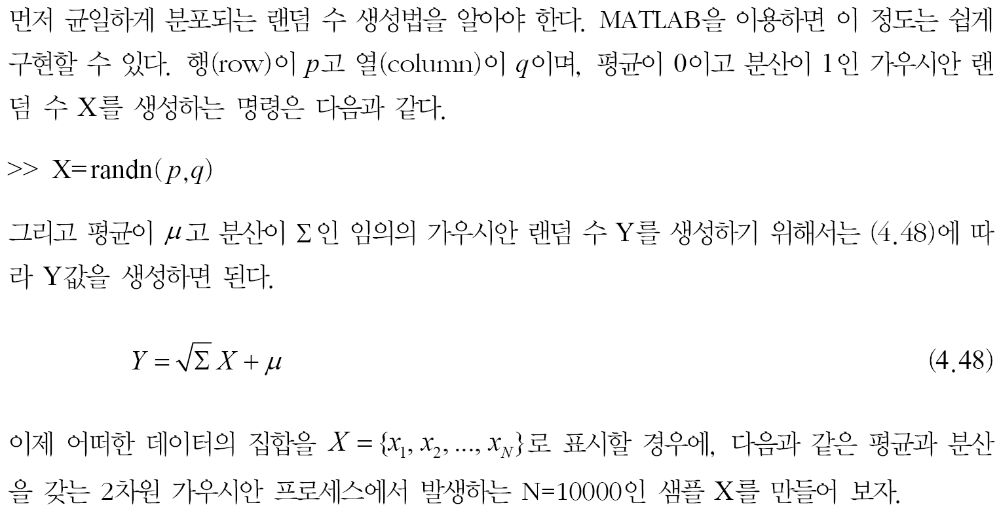 먼저 균일하게 분포되는 랜덤 수 생성법을 알아야 한다. MATLAB을 이용하면 이 정도는 쉽게
구현할 수 있다. 행(row)이 p고 열(column)이 q이며, 평균이 0이고 분산이 1인 가우시안 랜
덤 수 X를 생성하는 명령은 다음과 같다.
>> X=randn(p,q)
그리고 평균이 μ고 분산이 Σ인 임의의 가우시안 랜덤 수 Y를 생성하기 위해서는 (4.48)에 따
라 Y값을 생성하면 된다.
Y = √Σ X + μ (4.48)
이제 어떠한 데이터의 집합을 X = {x₁, x₂, ..., x_N}로 표시할 경우에, 다음과 같은 평균과 분산
을 갖는 2차원 가우시안 프로세스에서 발생하는 N=10000인 샘플 X를 만들어 보자.